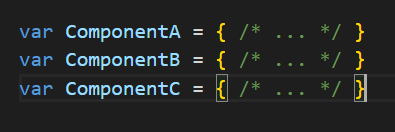 var ComponentA = { /* ... */ }
var ComponentB = { /* ... */ }
var ComponentC = { /* ... */ }